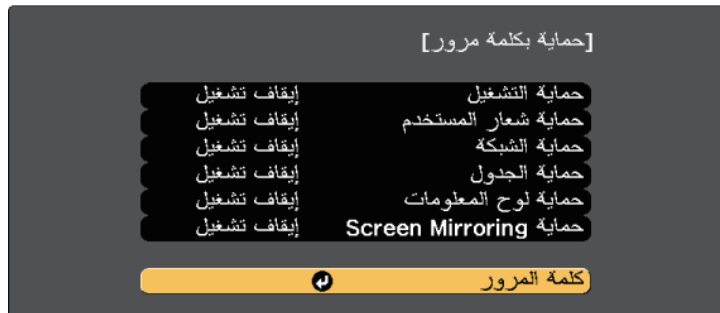 [حماية بكلمة مرور]
حماية التشغيل إيقاف تشغيل
حماية شعار المستخدم إيقاف تشغيل
حماية الشبكة إيقاف تشغيل
حماية الجدول إيقاف تشغيل
حماية لوح المعلومات إيقاف تشغيل
حماية Screen Mirroring إيقاف تشغيل
كلمة المرور